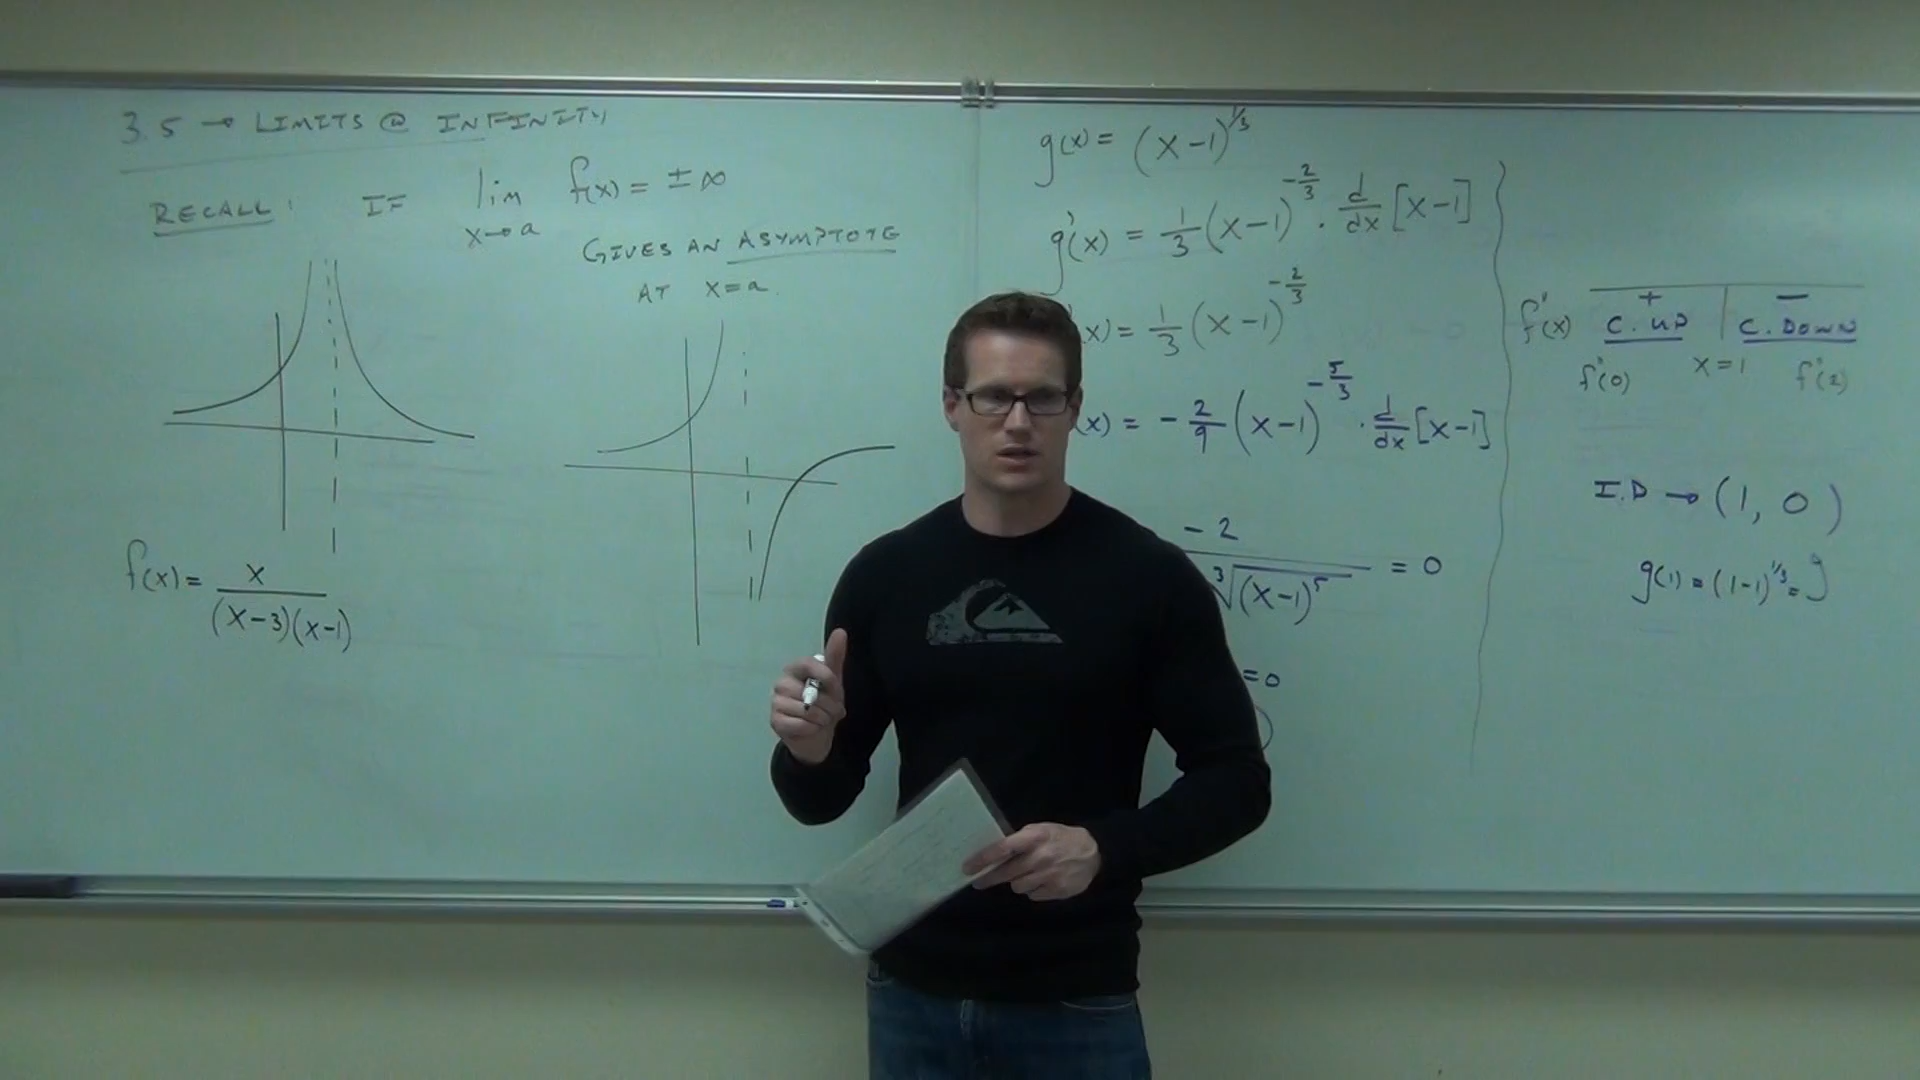 3.5 → LIMITS @ INFINITY
RECALL: IF lim x→a f(x) = ± ∞
GIVES AN ASYMPTOTE
AT x = a.
f(x) = x / (x-3)(x-1)
g(x) = (x-1)^1/3
g'(x) = 1/3 (x-1)^-2/3 · d/dx [x-1]
(x) = 1/3 (x-1)^-2/3
(x) = -2/9 (x-1)^-5/3 · d/dx [x-1]
-2 / ∛(x-1)^5 = 0
= 0
+ −
f"(x) C. UP C. DOWN
f"(0) x=1 f"(2)
I.P → (1, 0)
g(1) = (1-1)^1/3 =